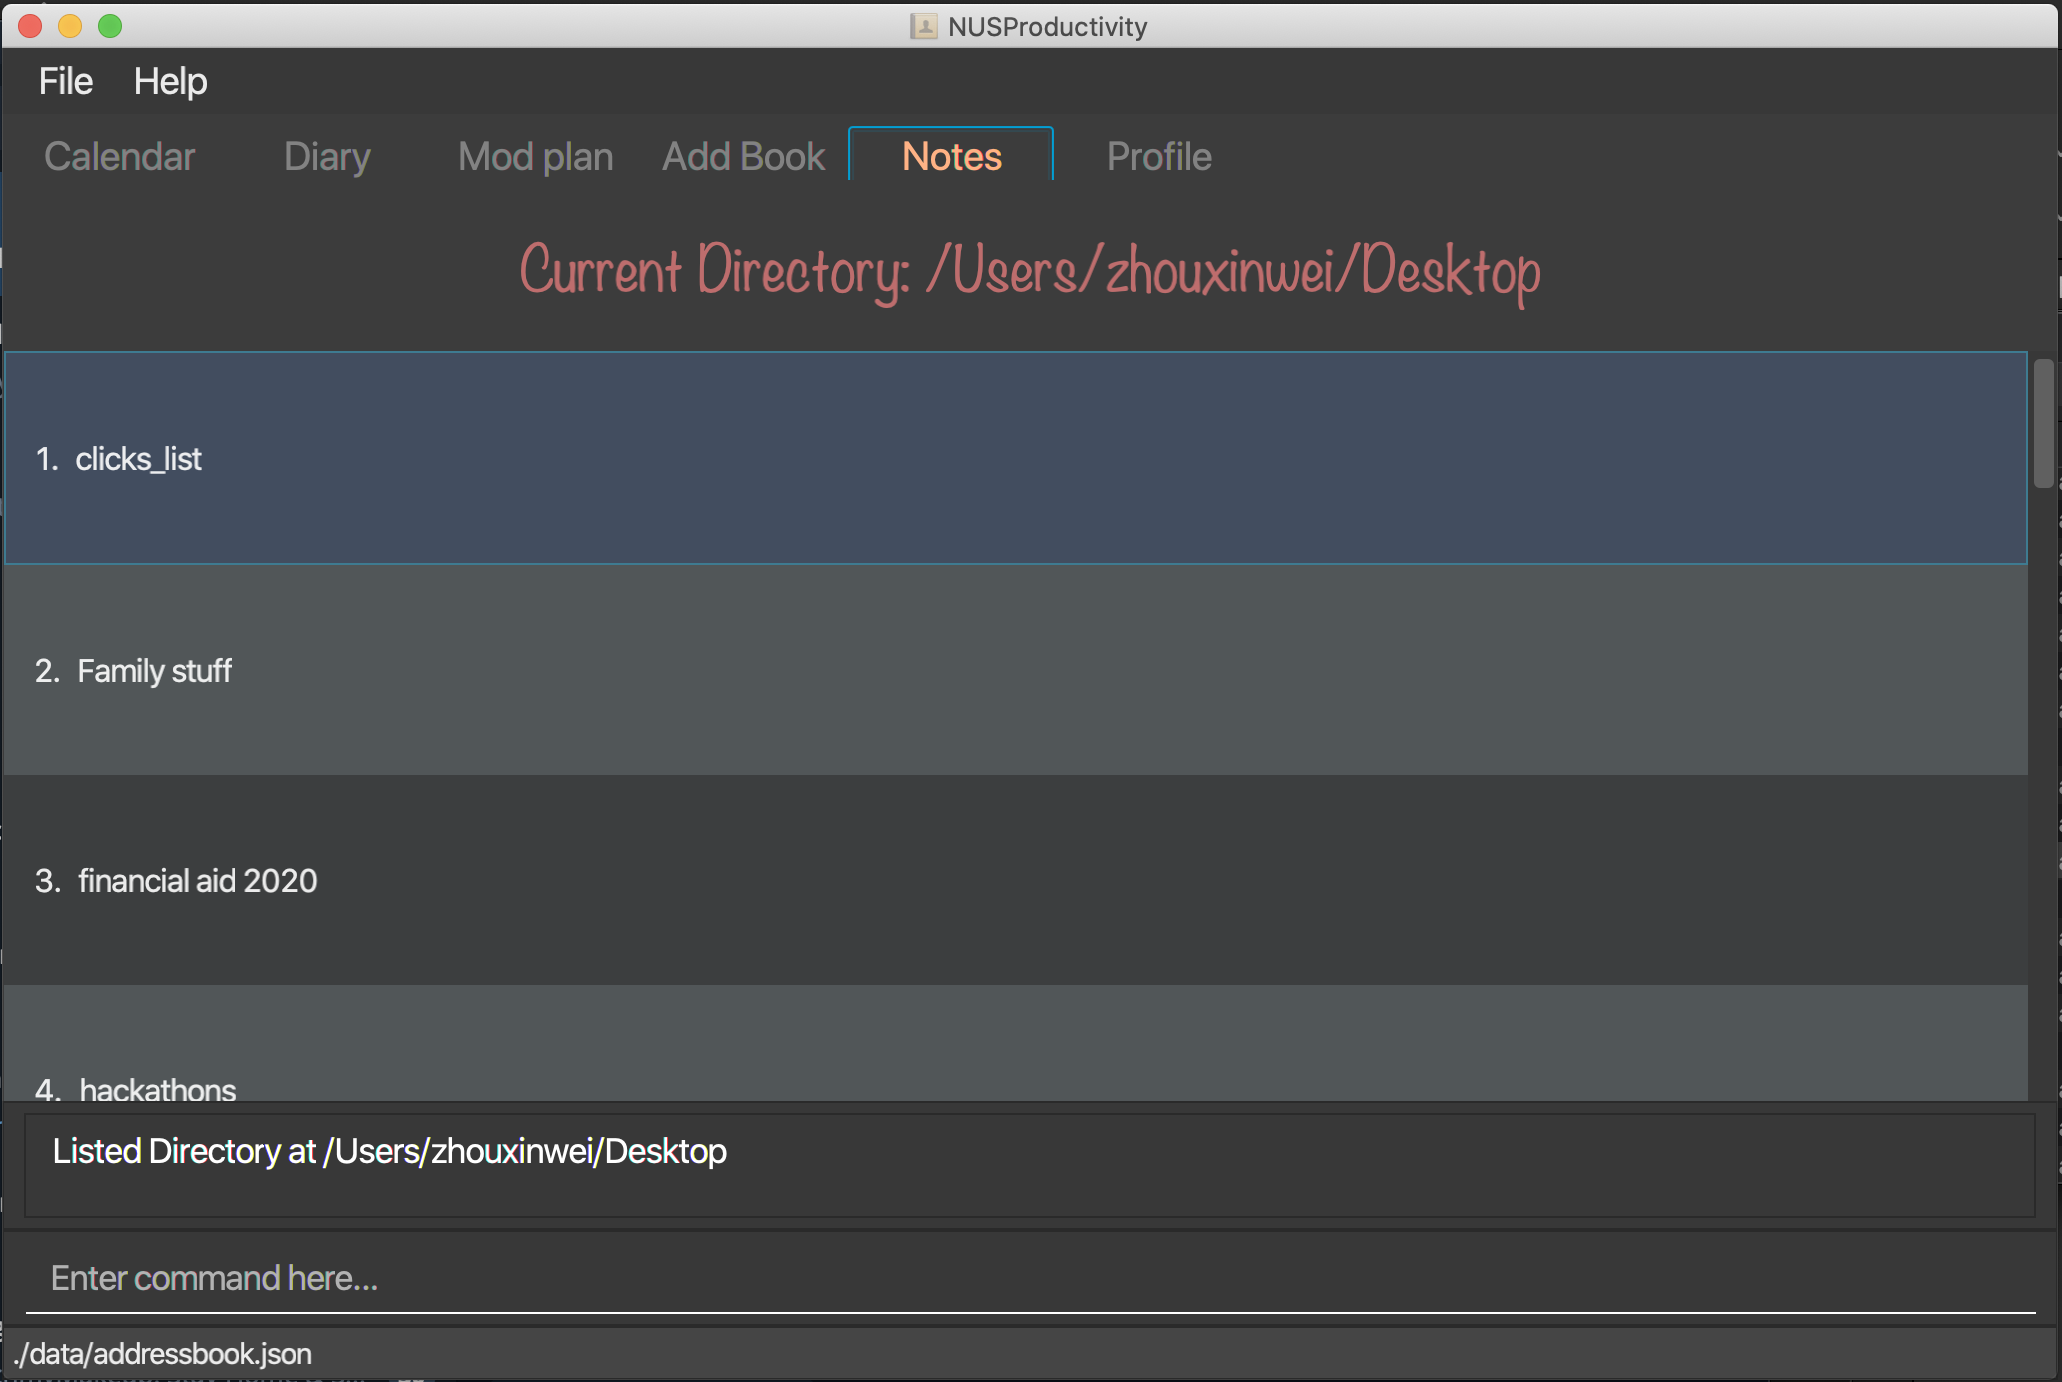 NUSProductivity
File Help
Calendar Diary Mod plan Add Book Notes Profile
Current Directory: /Users/zhouxinwei/Desktop
1. clicks_list
2. Family stuff
3. financial aid 2020
4. hackathons
Listed Directory at /Users/zhouxinwei/Desktop
Enter command here...
./data/addressbook.json